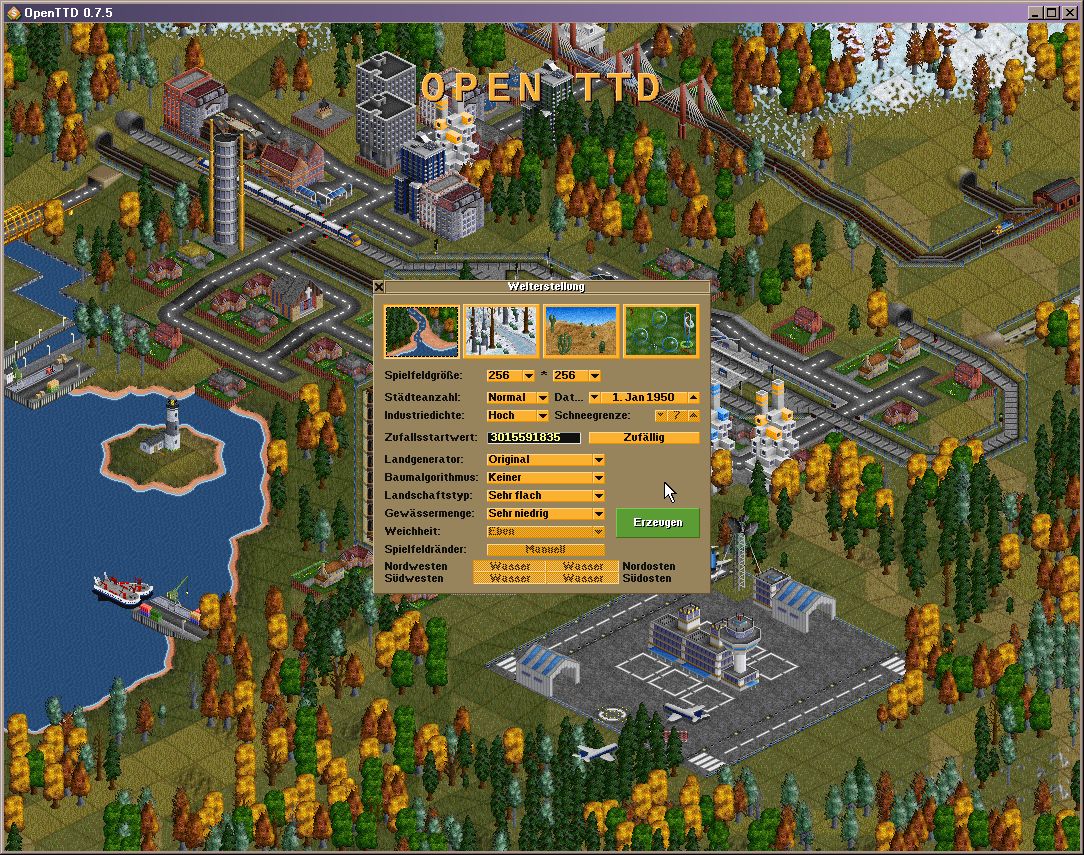 OpenTTD 0.7.5
OPEN TTD
Welterstellung
Spielfeldgröße: 256 * 256
Städteanzahl: Normal Dat... 1. Jan 1950
Industriedichte: Hoch Schneegrenze: 7
Zufallsstartwert: 3015591835 Zufällig
Landgenerator: Original
Baumalgorithmus: Keiner
Landschaftstyp: Sehr flach
Gewässermenge: Sehr niedrig
Erzeugen
Weichheit: Eben
Spielfeldränder: Manuell
Nordwesten Wasser Wasser Nordosten
Südwesten Wasser Wasser Südosten